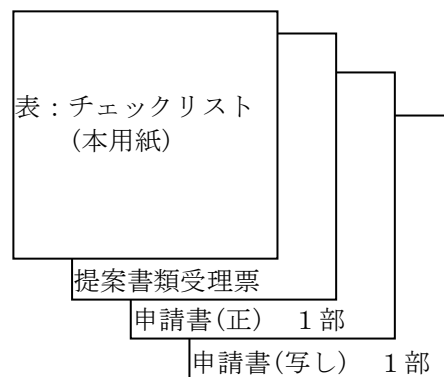 表：チェックリスト
(本用紙)
提案書類受理票
申請書(正)　１部
申請書(写し)　１部